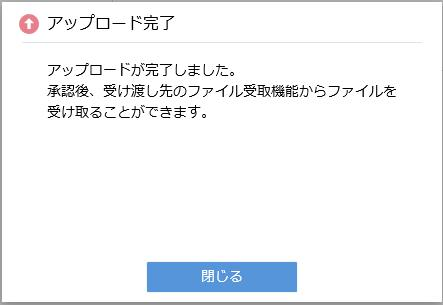 アップロード完了
アップロードが完了しました。
承認後、受け渡し先のファイル受取機能からファイルを
受け取ることができます。
閉じる